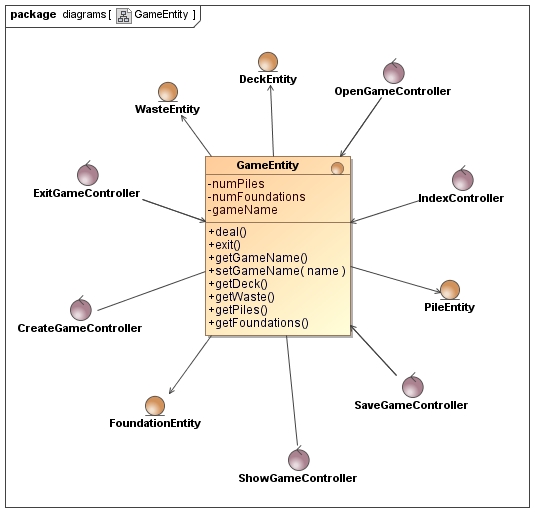 package diagrams [ GameEntity ]
DeckEntity
OpenGameController
WasteEntity
GameEntity
-numPiles
-numFoundations
-gameName
+deal()
+exit()
+getGameName()
+setGameName( name )
+getDeck()
+getWaste()
+getPiles()
+getFoundations()
ExitGameController
IndexController
PileEntity
CreateGameController
SaveGameController
FoundationEntity
ShowGameController